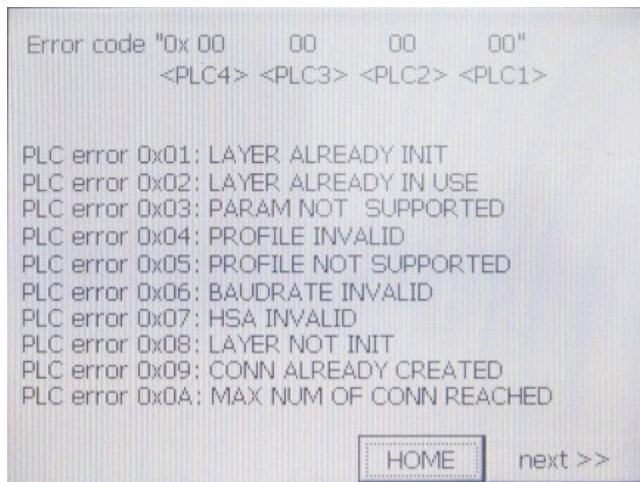 Error code "0x 00 00 00 00"
<PLC4> <PLC3> <PLC2> <PLC1>
PLC error 0x01: LAYER ALREADY INIT
PLC error 0x02: LAYER ALREADY IN USE
PLC error 0x03: PARAM NOT SUPPORTED
PLC error 0x04: PROFILE INVALID
PLC error 0x05: PROFILE NOT SUPPORTED
PLC error 0x06: BAUDRATE INVALID
PLC error 0x07: HSA INVALID
PLC error 0x08: LAYER NOT INIT
PLC error 0x09: CONN ALREADY CREATED
PLC error 0x0A: MAX NUM OF CONN REACHED
HOME next >>